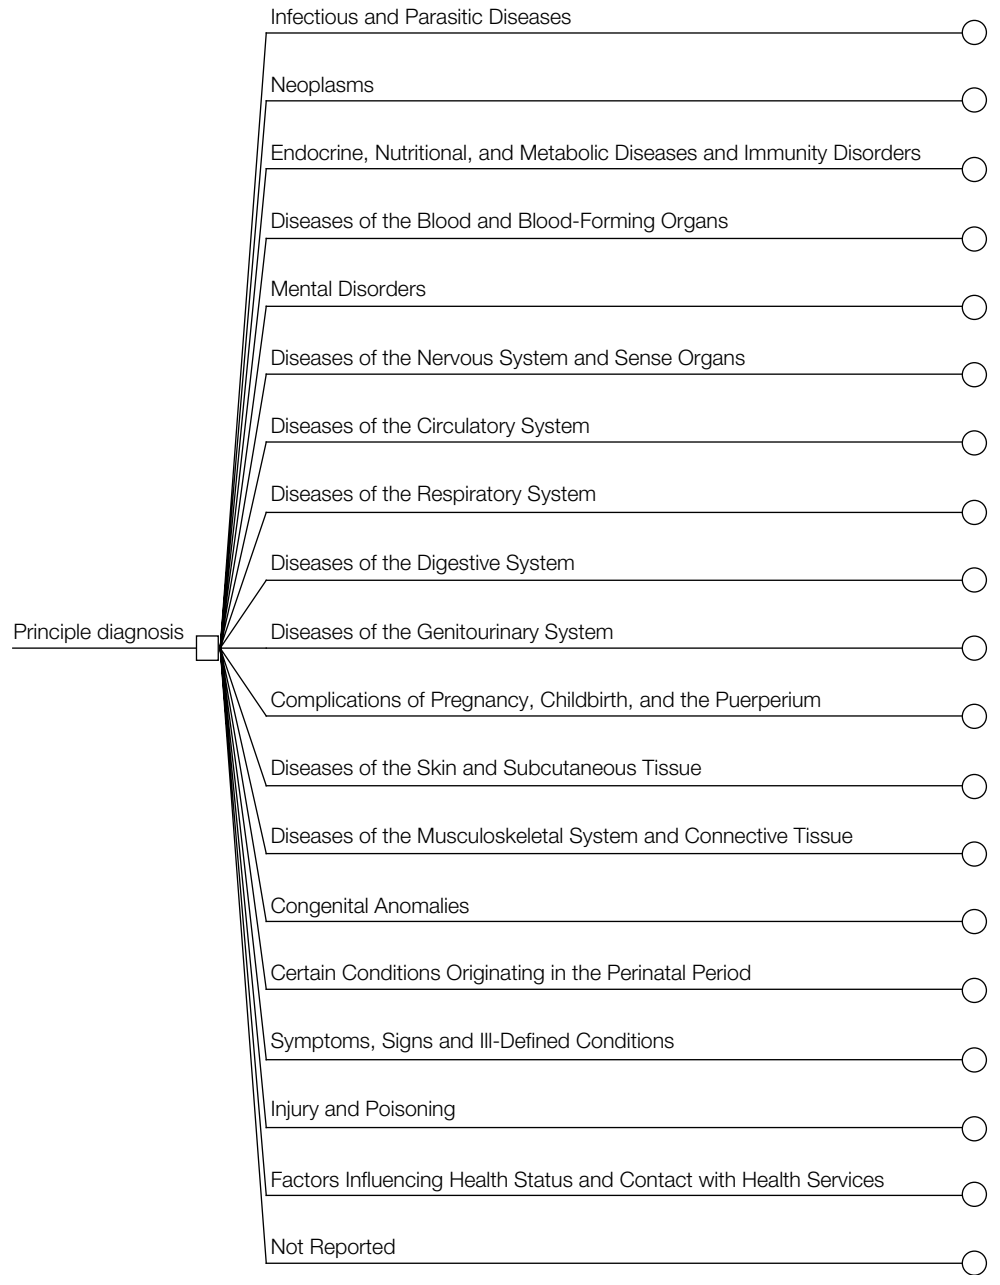 Infectious and Parasitic Diseases
Neoplasms
Endocrine, Nutritional, and Metabolic Diseases and Immunity Disorders
Diseases of the Blood and Blood-Forming Organs
Mental Disorders
Diseases of the Nervous System and Sense Organs
Diseases of the Circulatory System
Diseases of the Respiratory System
Diseases of the Digestive System
Principle diagnosis
Diseases of the Genitourinary System
Complications of Pregnancy, Childbirth, and the Puerperium
Diseases of the Skin and Subcutaneous Tissue
Diseases of the Musculoskeletal System and Connective Tissue
Congenital Anomalies
Certain Conditions Originating in the Perinatal Period
Symptoms, Signs and Ill-Defined Conditions
Injury and Poisoning
Factors Influencing Health Status and Contact with Health Services
Not Reported